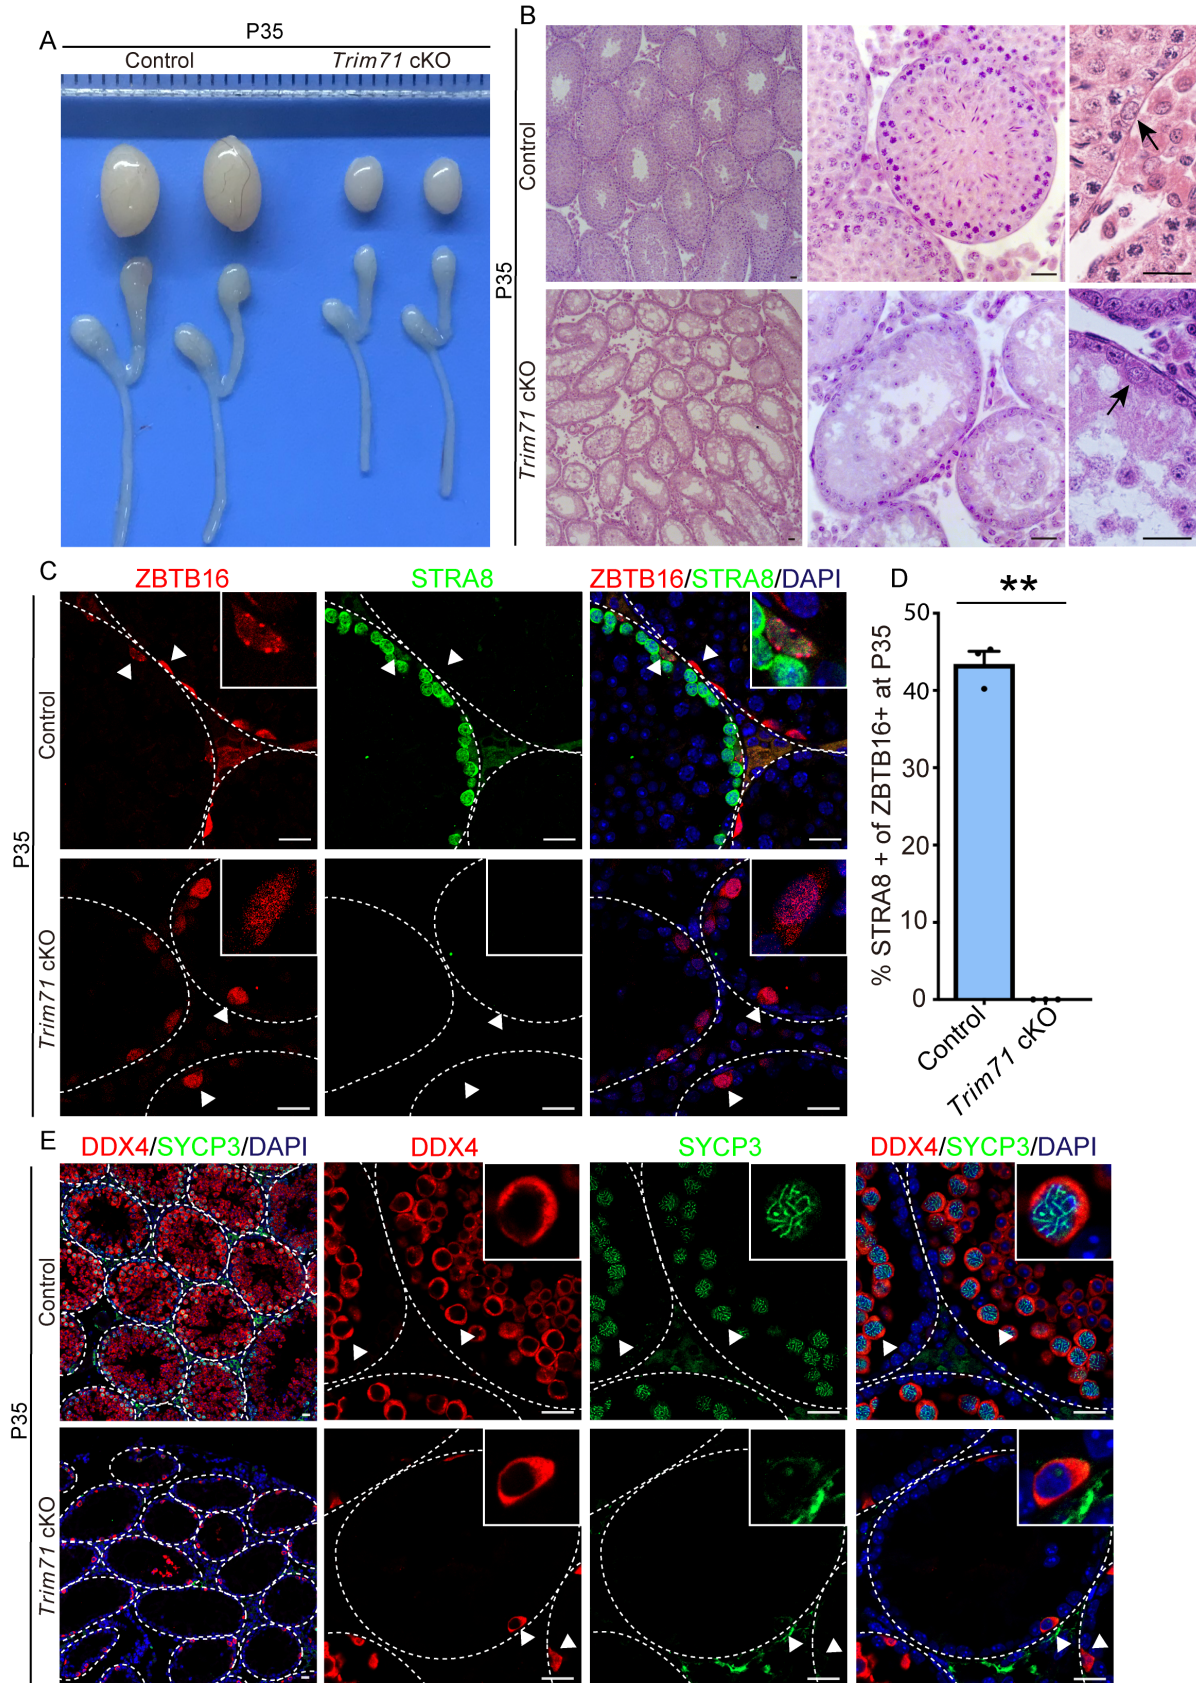 A
P35
Control
Trim71 cKO
B
P35
Control
Trim71 cKO
C
ZBTB16
STRA8
ZBTB16/STRA8/DAPI
P35
Control
Trim71 cKO
D
**
% STRA8 + of ZBTB16+ at P35
50
40
30
20
10
0
Control
Trim71 cKO
E
DDX4/SYCP3/DAPI
DDX4
SYCP3
DDX4/SYCP3/DAPI
P35
Control
Trim71 cKO